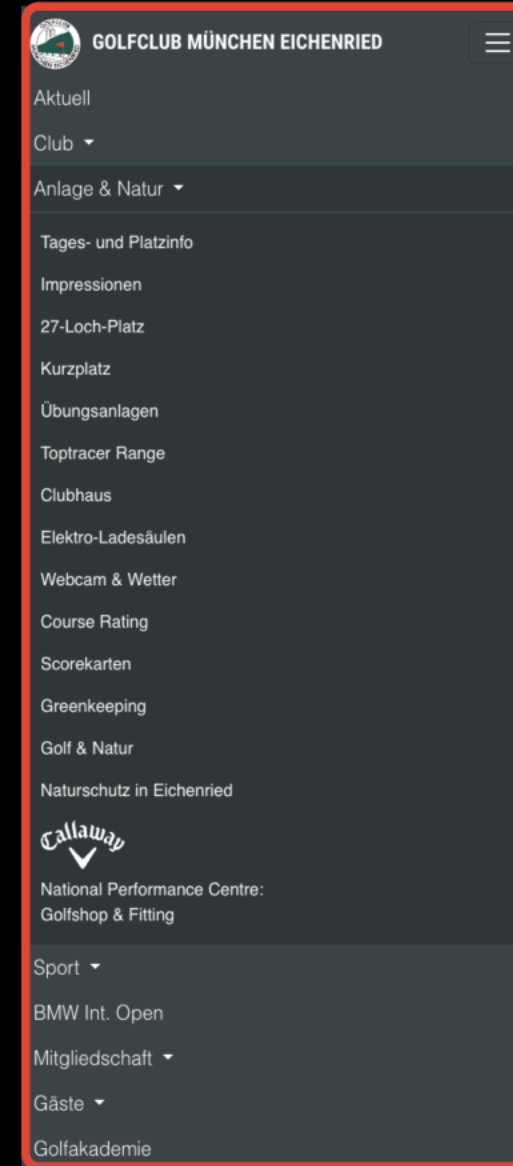 GOLFCLUB MÜNCHEN EICHENRIED
Aktuell
Club
Anlage & Natur
Tages- und Platzinfo
Impressionen
27-Loch-Platz
Kurzplatz
Übungsanlagen
Toptracer Range
Clubhaus
Elektro-Ladesäulen
Webcam & Wetter
Course Rating
Scorekarten
Greenkeeping
Golf & Natur
Naturschutz in Eichenried
Callaway
National Performance Centre:
Golfshop & Fitting
Sport
BMW Int. Open
Mitgliedschaft
Gäste
Golfakademie